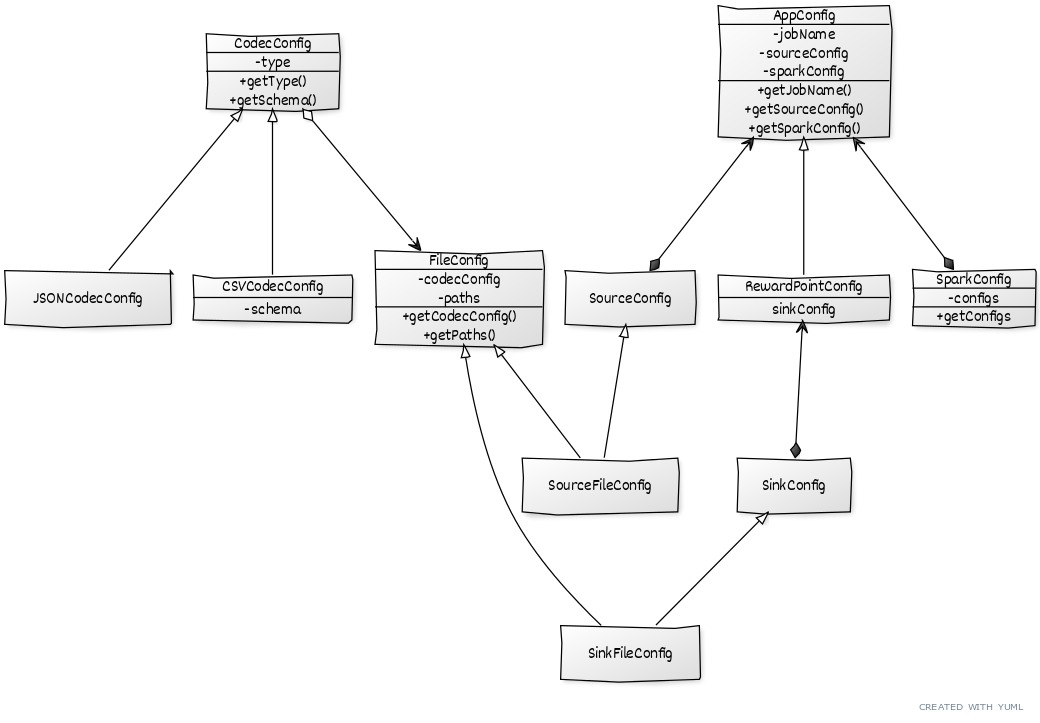 CodecConfig
-type
+getType()
+getSchema()
AppConfig
-jobName
-sourceConfig
-sparkConfig
+getJobName()
+getSourceConfig()
+getSparkConfig()
JSONCodecConfig
CSVCodecConfig
-schema
FileConfig
-codecConfig
-paths
+getCodecConfig()
+getPaths()
SourceConfig
RewardPointConfig
sinkConfig
SparkConfig
-configs
+getConfigs
SourceFileConfig
SinkConfig
SinkFileConfig
CREATED WITH YUML